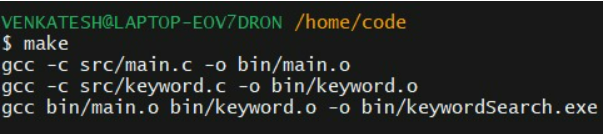 VENKATESH@LAPTOP-EOV7DRON /home/code
$ make
gcc -c src/main.c -o bin/main.o
gcc -c src/keyword.c -o bin/keyword.o
gcc bin/main.o bin/keyword.o -o bin/keywordSearch.exe